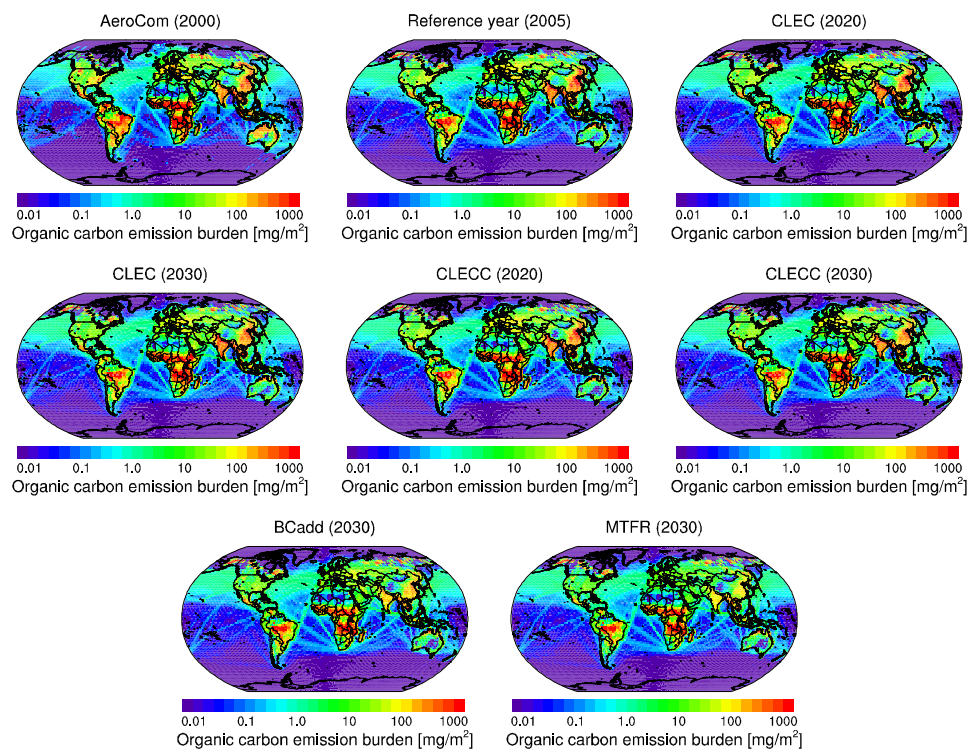 AeroCom (2000)
Reference year (2005)
CLEC (2020)
0.01 0.1 1.0 10 100 1000
Organic carbon emission burden [mg/m²]
0.01 0.1 1.0 10 100 1000
Organic carbon emission burden [mg/m²]
0.01 0.1 1.0 10 100 1000
Organic carbon emission burden [mg/m²]
CLEC (2030)
CLECC (2020)
CLECC (2030)
0.01 0.1 1.0 10 100 1000
Organic carbon emission burden [mg/m²]
0.01 0.1 1.0 10 100 1000
Organic carbon emission burden [mg/m²]
0.01 0.1 1.0 10 100 1000
Organic carbon emission burden [mg/m²]
BCadd (2030)
MTFR (2030)
0.01 0.1 1.0 10 100 1000
Organic carbon emission burden [mg/m²]
0.01 0.1 1.0 10 100 1000
Organic carbon emission burden [mg/m²]